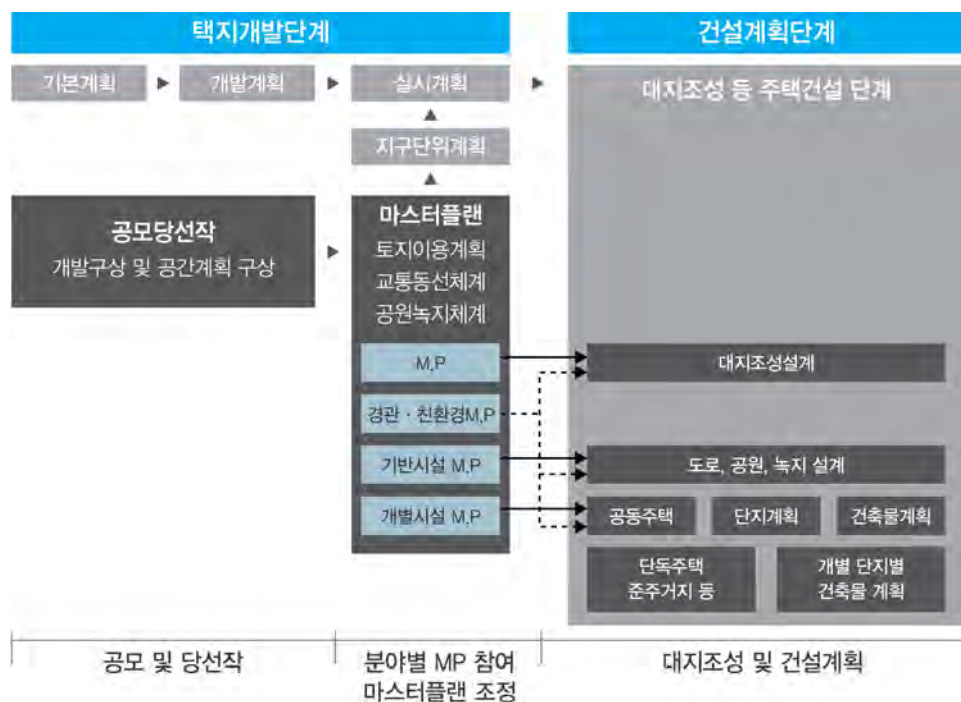 택지개발단계
건설계획단계
기본계획 ▶ 개발계획 ▶ 실시계획 ▶
대지조성 등 주택건설 단계
지구단위계획
공모당선작
개발구상 및 공간계획 구상
마스터플랜
토지이용계획
교통동선체계
공원녹지체계
M.P
경관·친환경M.P
기반시설 M.P
개별시설 M.P
대지조성설계
도로, 공원, 녹지 설계
공동주택
단지계획
건축물계획
단독주택
준주거지 등
개별 단지별
건축물 계획
공모 및 당선작
분야별 MP 참여
마스터플랜 조정
대지조성 및 건설계획